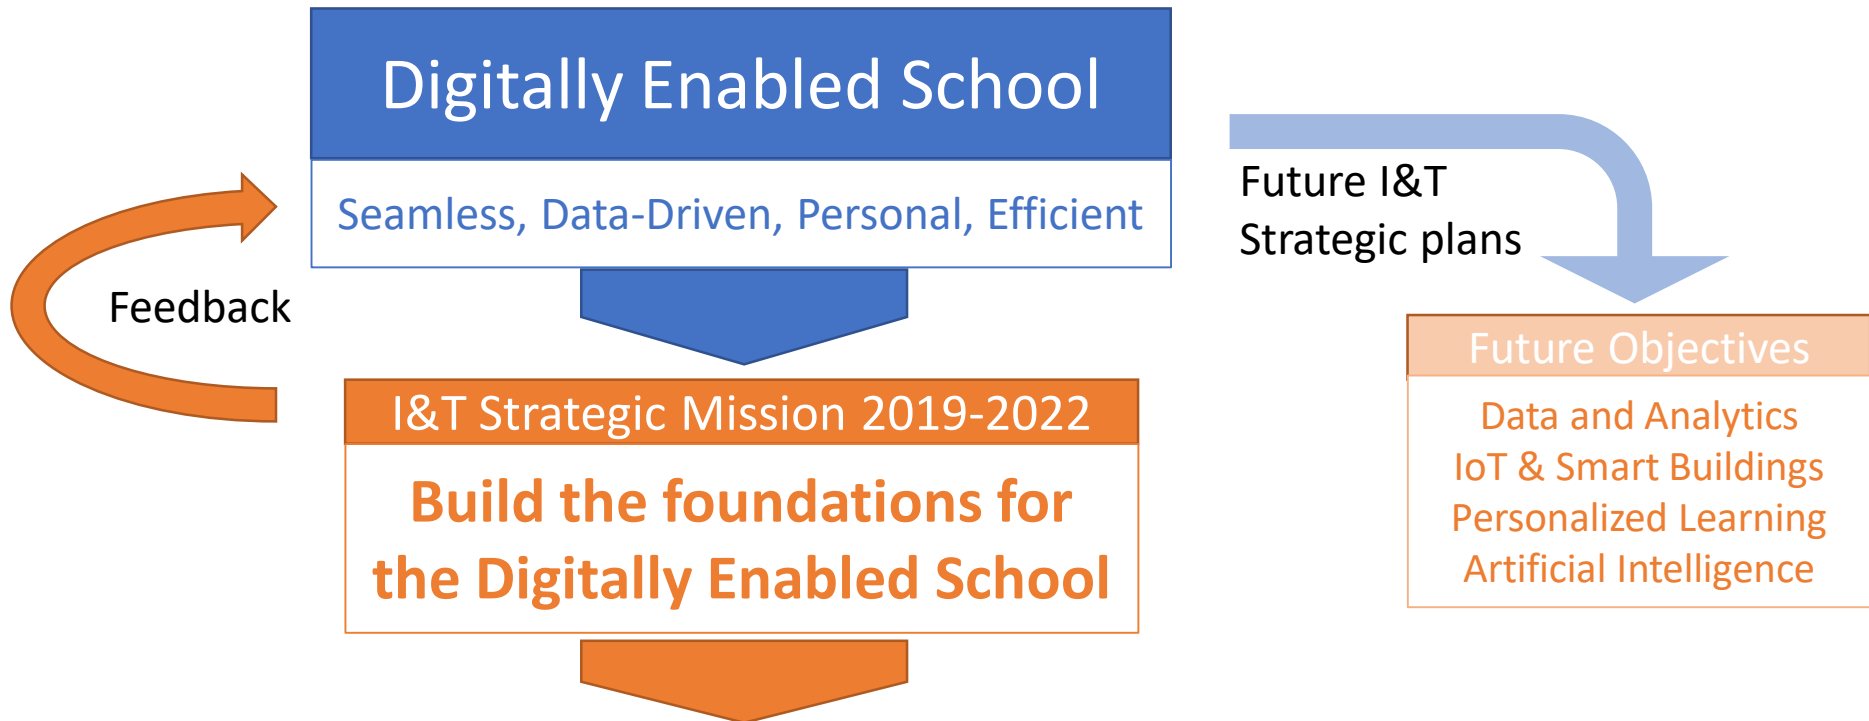 Digitally Enabled School
Seamless, Data-Driven, Personal, Efficient
Feedback
Future I&T
Strategic plans
I&T Strategic Mission 2019-2022
Build the foundations for
the Digitally Enabled School
Future Objectives
Data and Analytics
IoT & Smart Buildings
Personalized Learning
Artificial Intelligence